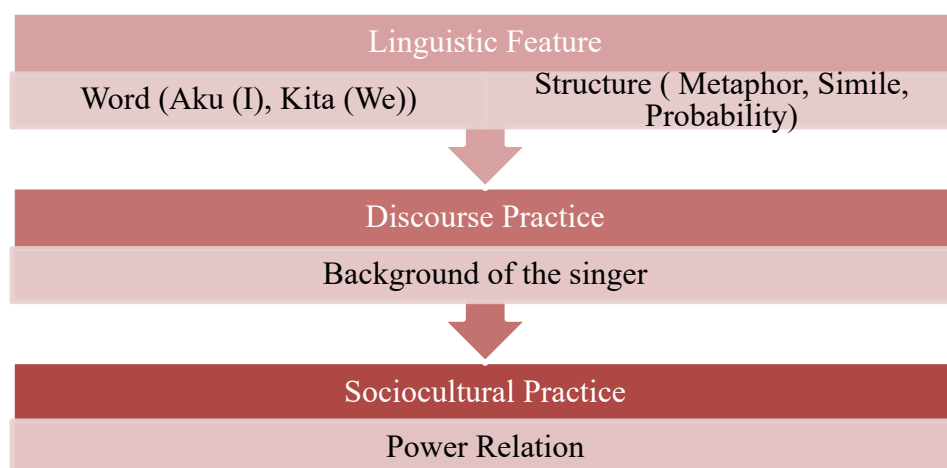 Linguistic Feature
Word (Aku (I), Kita (We))
Structure ( Metaphor, Simile,
Probability)
Discourse Practice
Background of the singer
Sociocultural Practice
Power Relation